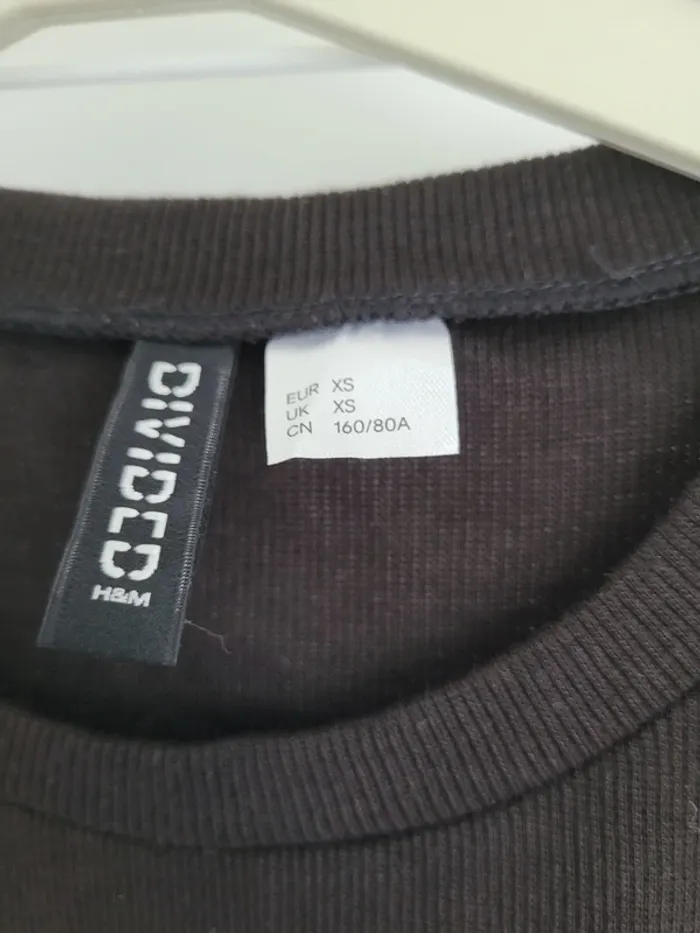 DIVIDED
H&M
EUR XS
UK XS
CN 160/80A